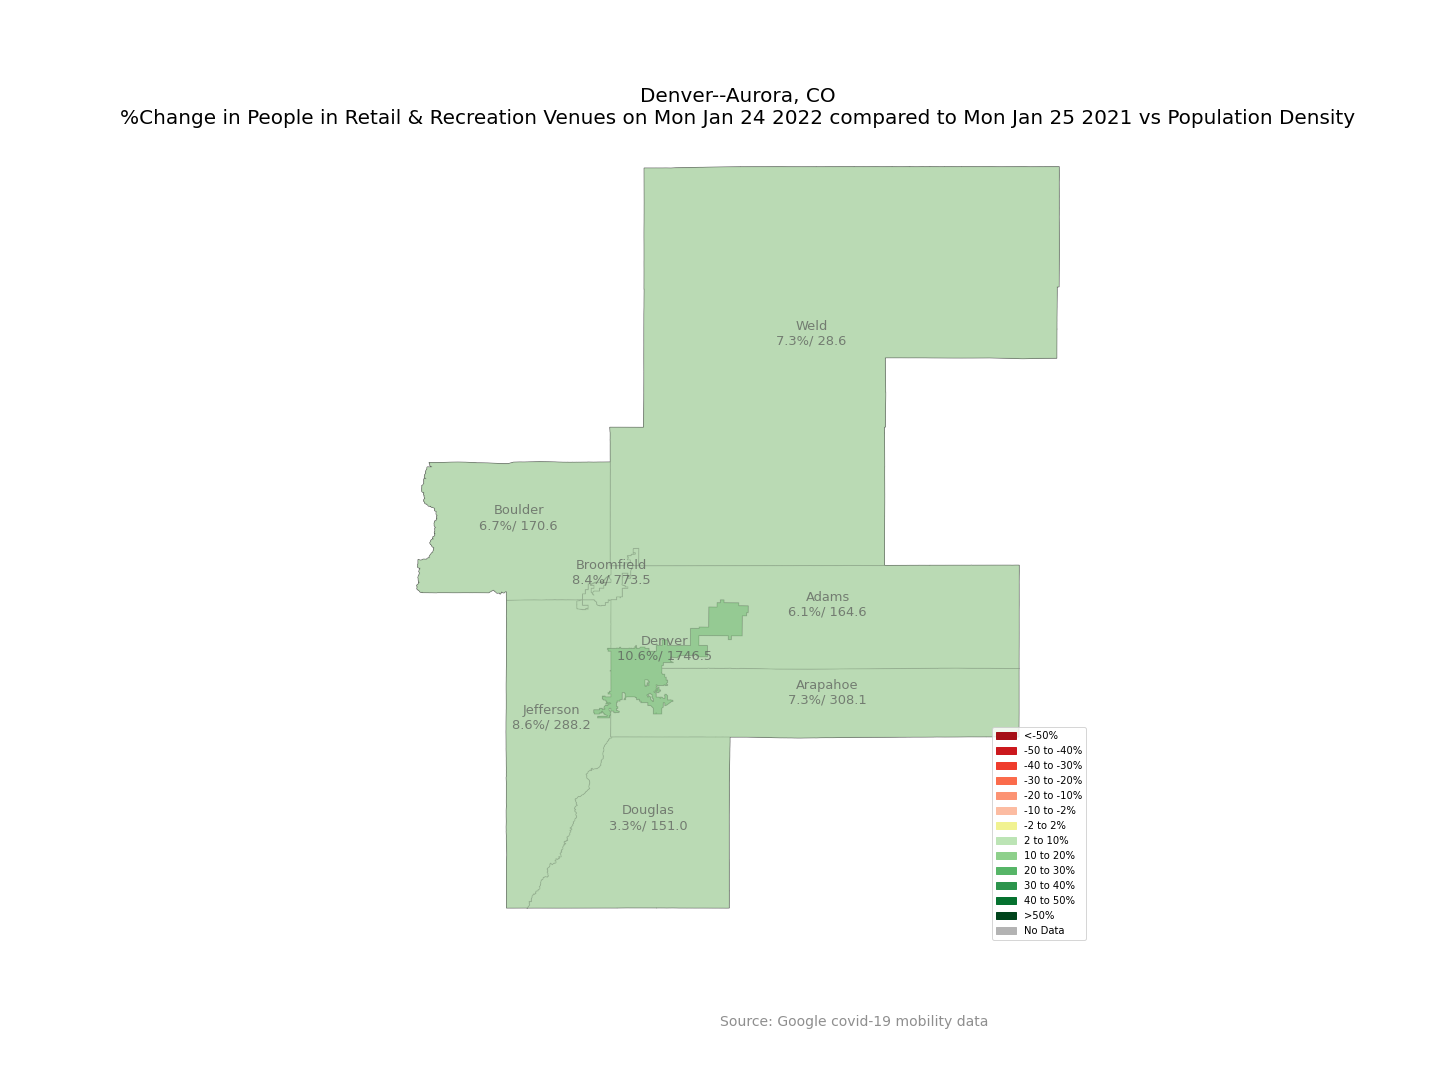 Denver--Aurora, CO
%Change in People in Retail & Recreation Venues on Mon Jan 24 2022 compared to Mon Jan 25 2021 vs Population Density
Weld
7.3%/ 28.6
Boulder
6.7%/ 170.6
Broomfield
8.4%/ 773.5
Adams
6.1%/ 164.6
Denver
10.6%/ 1746.5
Arapahoe
7.3%/ 308.1
Jefferson
8.6%/ 288.2
Douglas
3.3%/ 151.0
<-50%
-50 to -40%
-40 to -30%
-30 to -20%
-20 to -10%
-10 to -2%
-2 to 2%
2 to 10%
10 to 20%
20 to 30%
30 to 40%
40 to 50%
>50%
No Data
Source: Google covid-19 mobility data